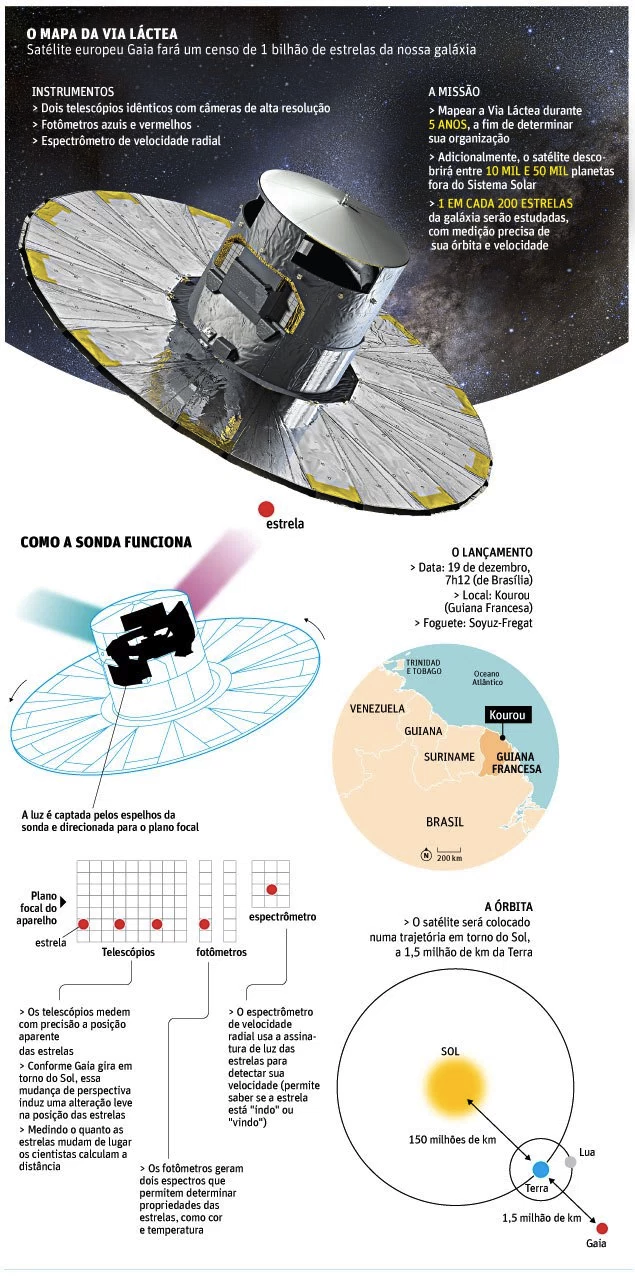 O MAPA DA VIA LÁCTEA
Satélite europeu Gaia fará um censo de 1 bilhão de estrelas da nossa galáxia
INSTRUMENTOS
> Dois telescópios idênticos com câmeras de alta resolução
> Fotômetros azuis e vermelhos
> Espectrômetro de velocidade radial
A MISSÃO
> Mapear a Via Láctea durante
5 ANOS, a fim de determinar
sua organização
> Adicionalmente, o satélite desco-
brirá entre 10 MIL E 50 MIL planetas
fora do Sistema Solar
> 1 EM CADA 200 ESTRELAS
da galáxia serão estudadas,
com medição precisa de
sua órbita e velocidade
estrela
COMO A SONDA FUNCIONA
A luz é captada pelos espelhos da
sonda e direcionada para o plano focal
O LANÇAMENTO
> Data: 19 de dezembro,
7h12 (de Brasília)
> Local: Kourou
(Guiana Francesa)
> Foguete: Soyuz-Fregat
TRINIDAD
E TOBAGO
Oceano
Atlântico
VENEZUELA
Kourou
GUIANA
SURINAME
GUIANA
FRANCESA
BRASIL
N
200 km
Plano
focal do
aparelho
estrela
Telescópios
fotômetros
espectrômetro
> Os telescópios medem
com precisão a posição
aparente
das estrelas
> Conforme Gaia gira em
torno do Sol, essa
mudança de perspectiva
induz uma alteração leve
na posição das estrelas
> Medindo o quanto as
estrelas mudam de lugar
os cientistas calculam a
distância
> Os fotômetros geram
dois espectros que
permitem determinar
propriedades das
estrelas, como cor
e temperatura
> O espectrômetro
de velocidade
radial usa a assina-
tura de luz das
estrelas para
detectar sua
velocidade (permite
saber se a estrela
está "indo" ou
"vindo")
A ÓRBITA
> O satélite será colocado
numa trajetória em torno do Sol,
a 1,5 milhão de km da Terra
SOL
150 milhões de km
Lua
Terra
1,5 milhão de km
Gaia